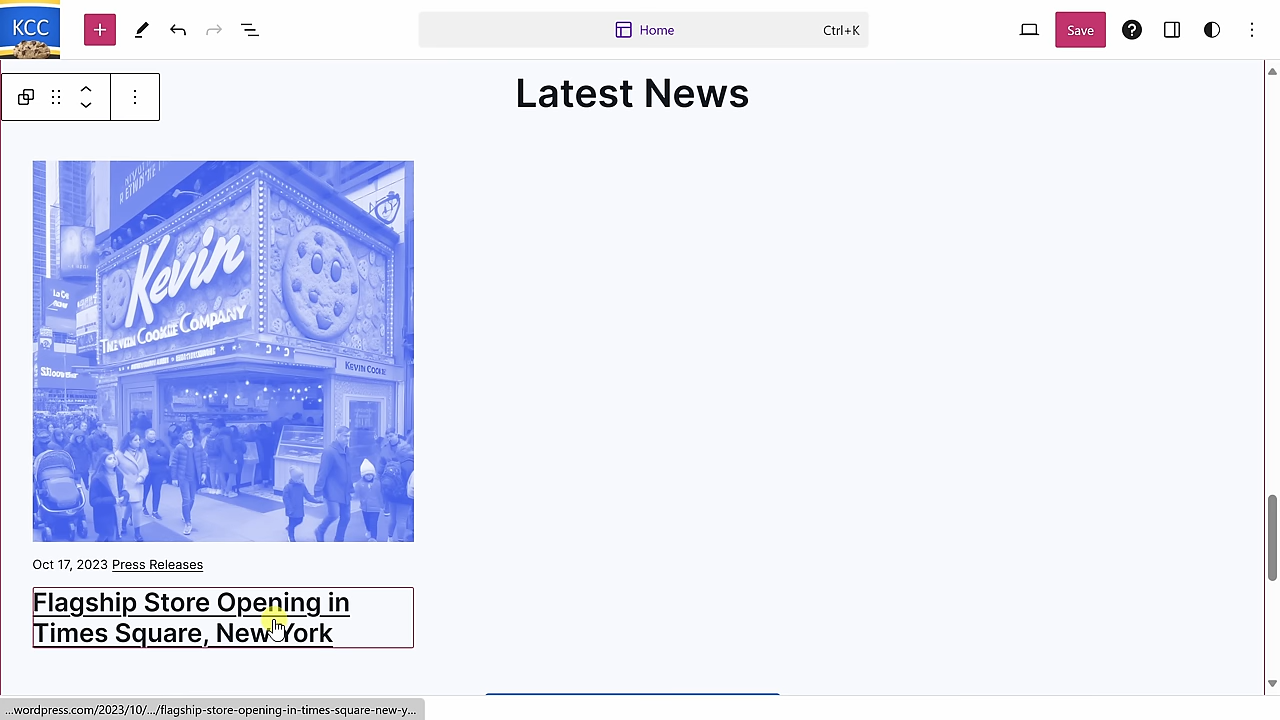 KCC
Home
Ctrl+K
Save
Latest News
Kevin
KEVIN COOKIE
Oct 17, 2023 Press Releases
Flagship Store Opening in
Times Square, New York
...wordpress.com/2023/10/.../flagship-store-opening-in-times-square-new-y...